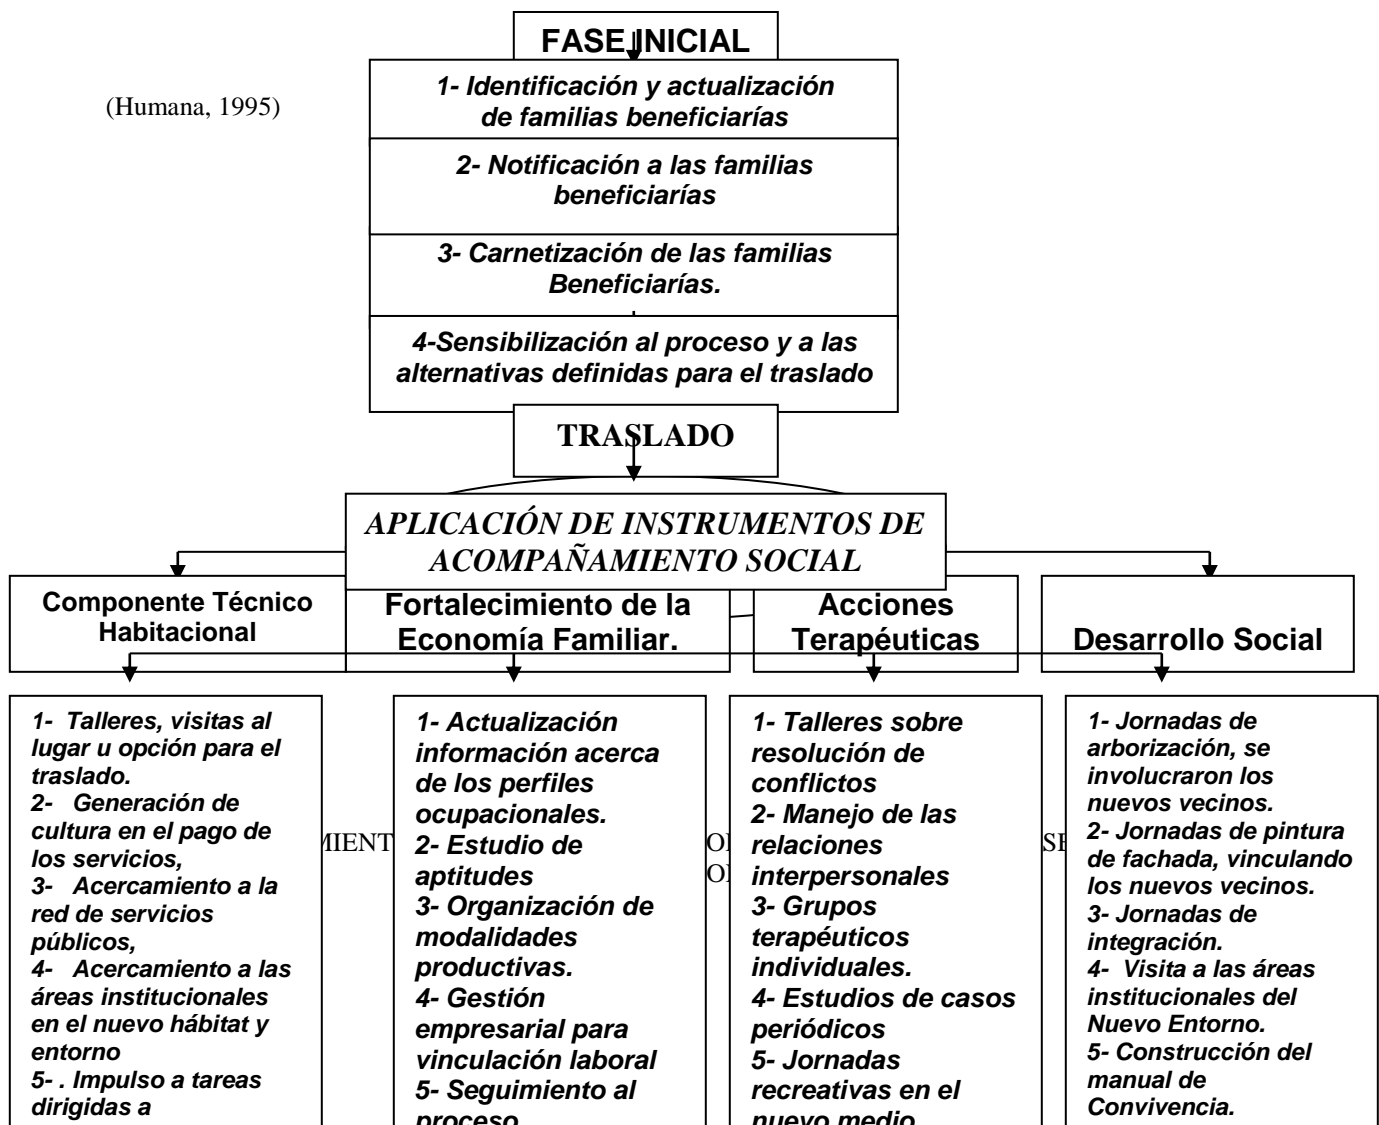 FASE INICIAL
(Humana, 1995)
1- Identificación y actualización
de familias beneficiarías
2- Notificación a las familias
beneficiarías
3- Carnetización de las familias
Beneficiarías.
4-Sensibilización al proceso y a las
alternativas definidas para el traslado
TRASLADO
APLICACIÓN DE INSTRUMENTOS DE
ACOMPAÑAMIENTO SOCIAL
Componente Técnico
Habitacional
Fortalecimiento de la
Economía Familiar.
Acciones
Terapéuticas
Desarrollo Social
1- Talleres, visitas al
lugar u opción para el
traslado.
2- Generación de
cultura en el pago de
los servicios,
3- Acercamiento a la
red de servicios
públicos,
4- Acercamiento a las
áreas institucionales
en el nuevo hábitat y
entorno
5- . Impulso a tareas
dirigidas a
1- Actualización
información acerca
de los perfiles
ocupacionales.
2- Estudio de
aptitudes
3- Organización de
modalidades
productivas.
4- Gestión
empresarial para
vinculación laboral
5- Seguimiento al
proceso
1- Talleres sobre
resolución de
conflictos
2- Manejo de las
relaciones
interpersonales
3- Grupos
terapéuticos
individuales.
4- Estudios de casos
periódicos
5- Jornadas
recreativas en el
nuevo medio
1- Jornadas de
arborización, se
involucraron los
nuevos vecinos.
2- Jornadas de pintura
de fachada, vinculando
los nuevos vecinos.
3- Jornadas de
integración.
4- Visita a las áreas
institucionales del
Nuevo Entorno.
5- Construcción del
manual de
Convivencia.